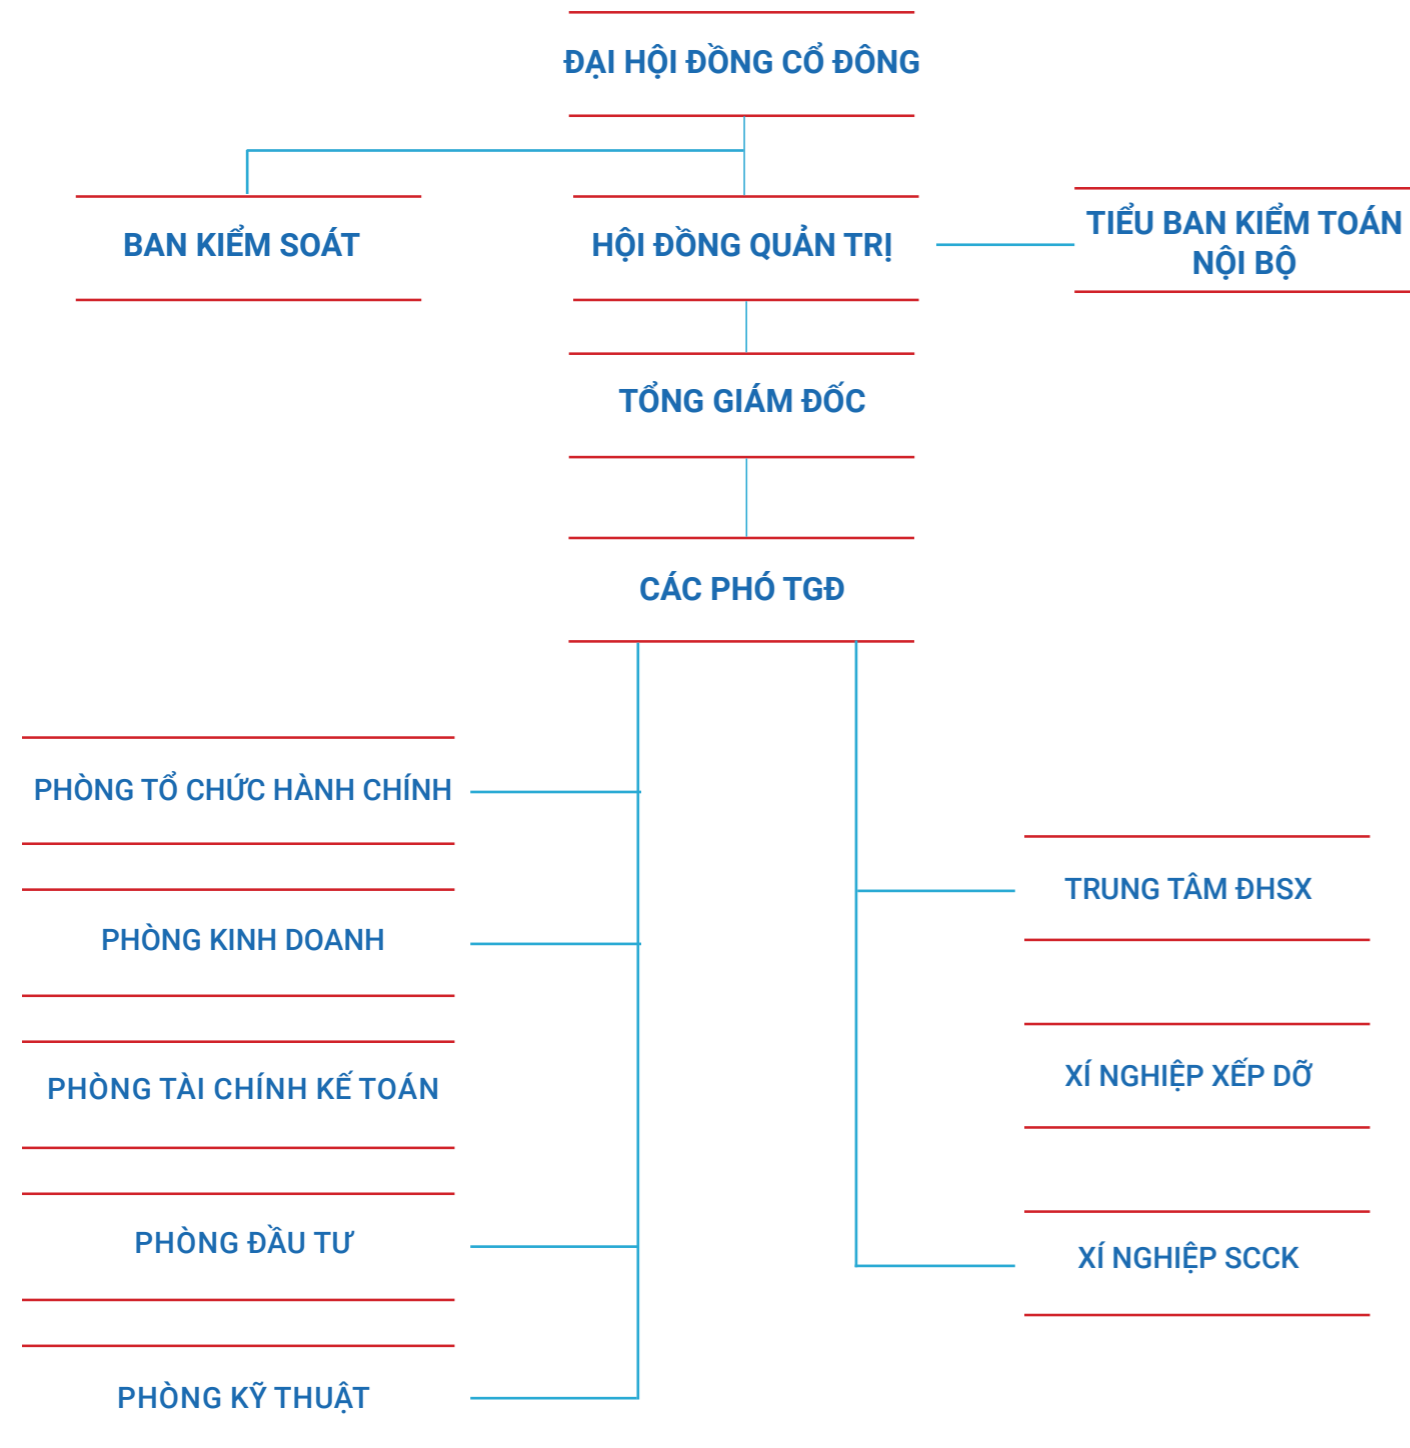 ĐẠI HỘI ĐỒNG CỔ ĐÔNG
BAN KIỂM SOÁT
HỘI ĐỒNG QUẢN TRỊ
TIỂU BAN KIỂM TOÁN
NỘI BỘ
TỔNG GIÁM ĐỐC
CÁC PHÓ TGĐ
PHÒNG TỔ CHỨC HÀNH CHÍNH
PHÒNG KINH DOANH
PHÒNG TÀI CHÍNH KẾ TOÁN
PHÒNG ĐẦU TƯ
PHÒNG KỸ THUẬT
TRUNG TÂM ĐHSX
XÍ NGHIỆP XẾP DỠ
XÍ NGHIỆP SCCK